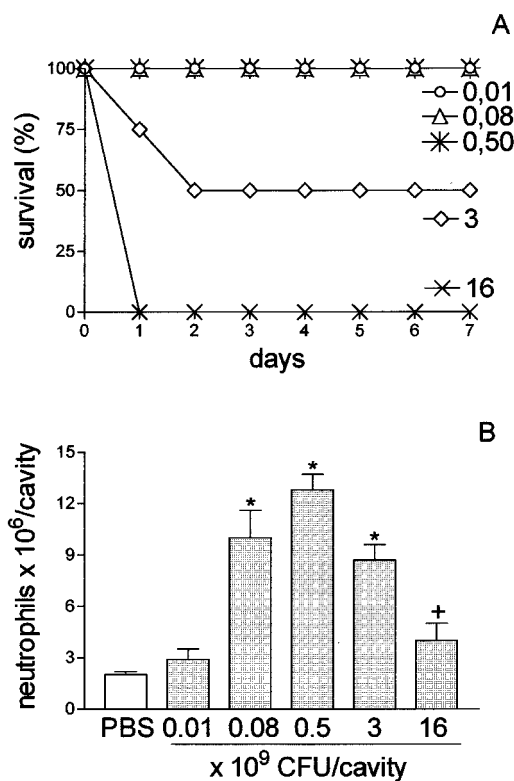 A
survival (%)
100
75
50
25
0
0,01
0,08
0,50
3
16
0 1 2 3 4 5 6 7
days
B
neutrophils x 10⁶/cavity
15
12
9
6
3
0
* * * +
PBS 0.01 0.08 0.5 3 16
x 10⁹ CFU/cavity